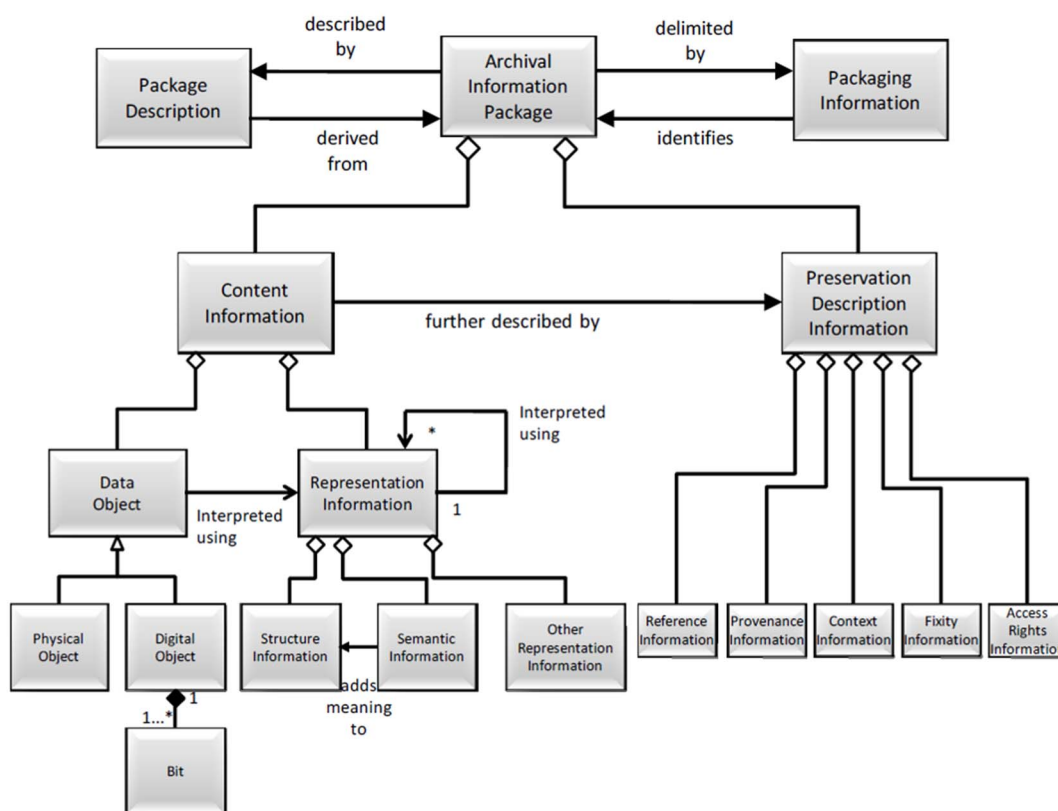 described
by
delimited
by
Package
Description
Archival
Information
Package
Packaging
Information
derived
from
identifies
Content
Information
further described by
Preservation
Description
Information
Interpreted
using
*
1
Data
Object
Interpreted
using
Representation
Information
Physical
Object
Digital
Object
Structure
Information
Semantic
Information
Other
Representation
Information
Reference
Information
Provenance
Information
Context
Information
Fixity
Information
Access
Rights
Information
adds
meaning
to
1
1...*
Bit